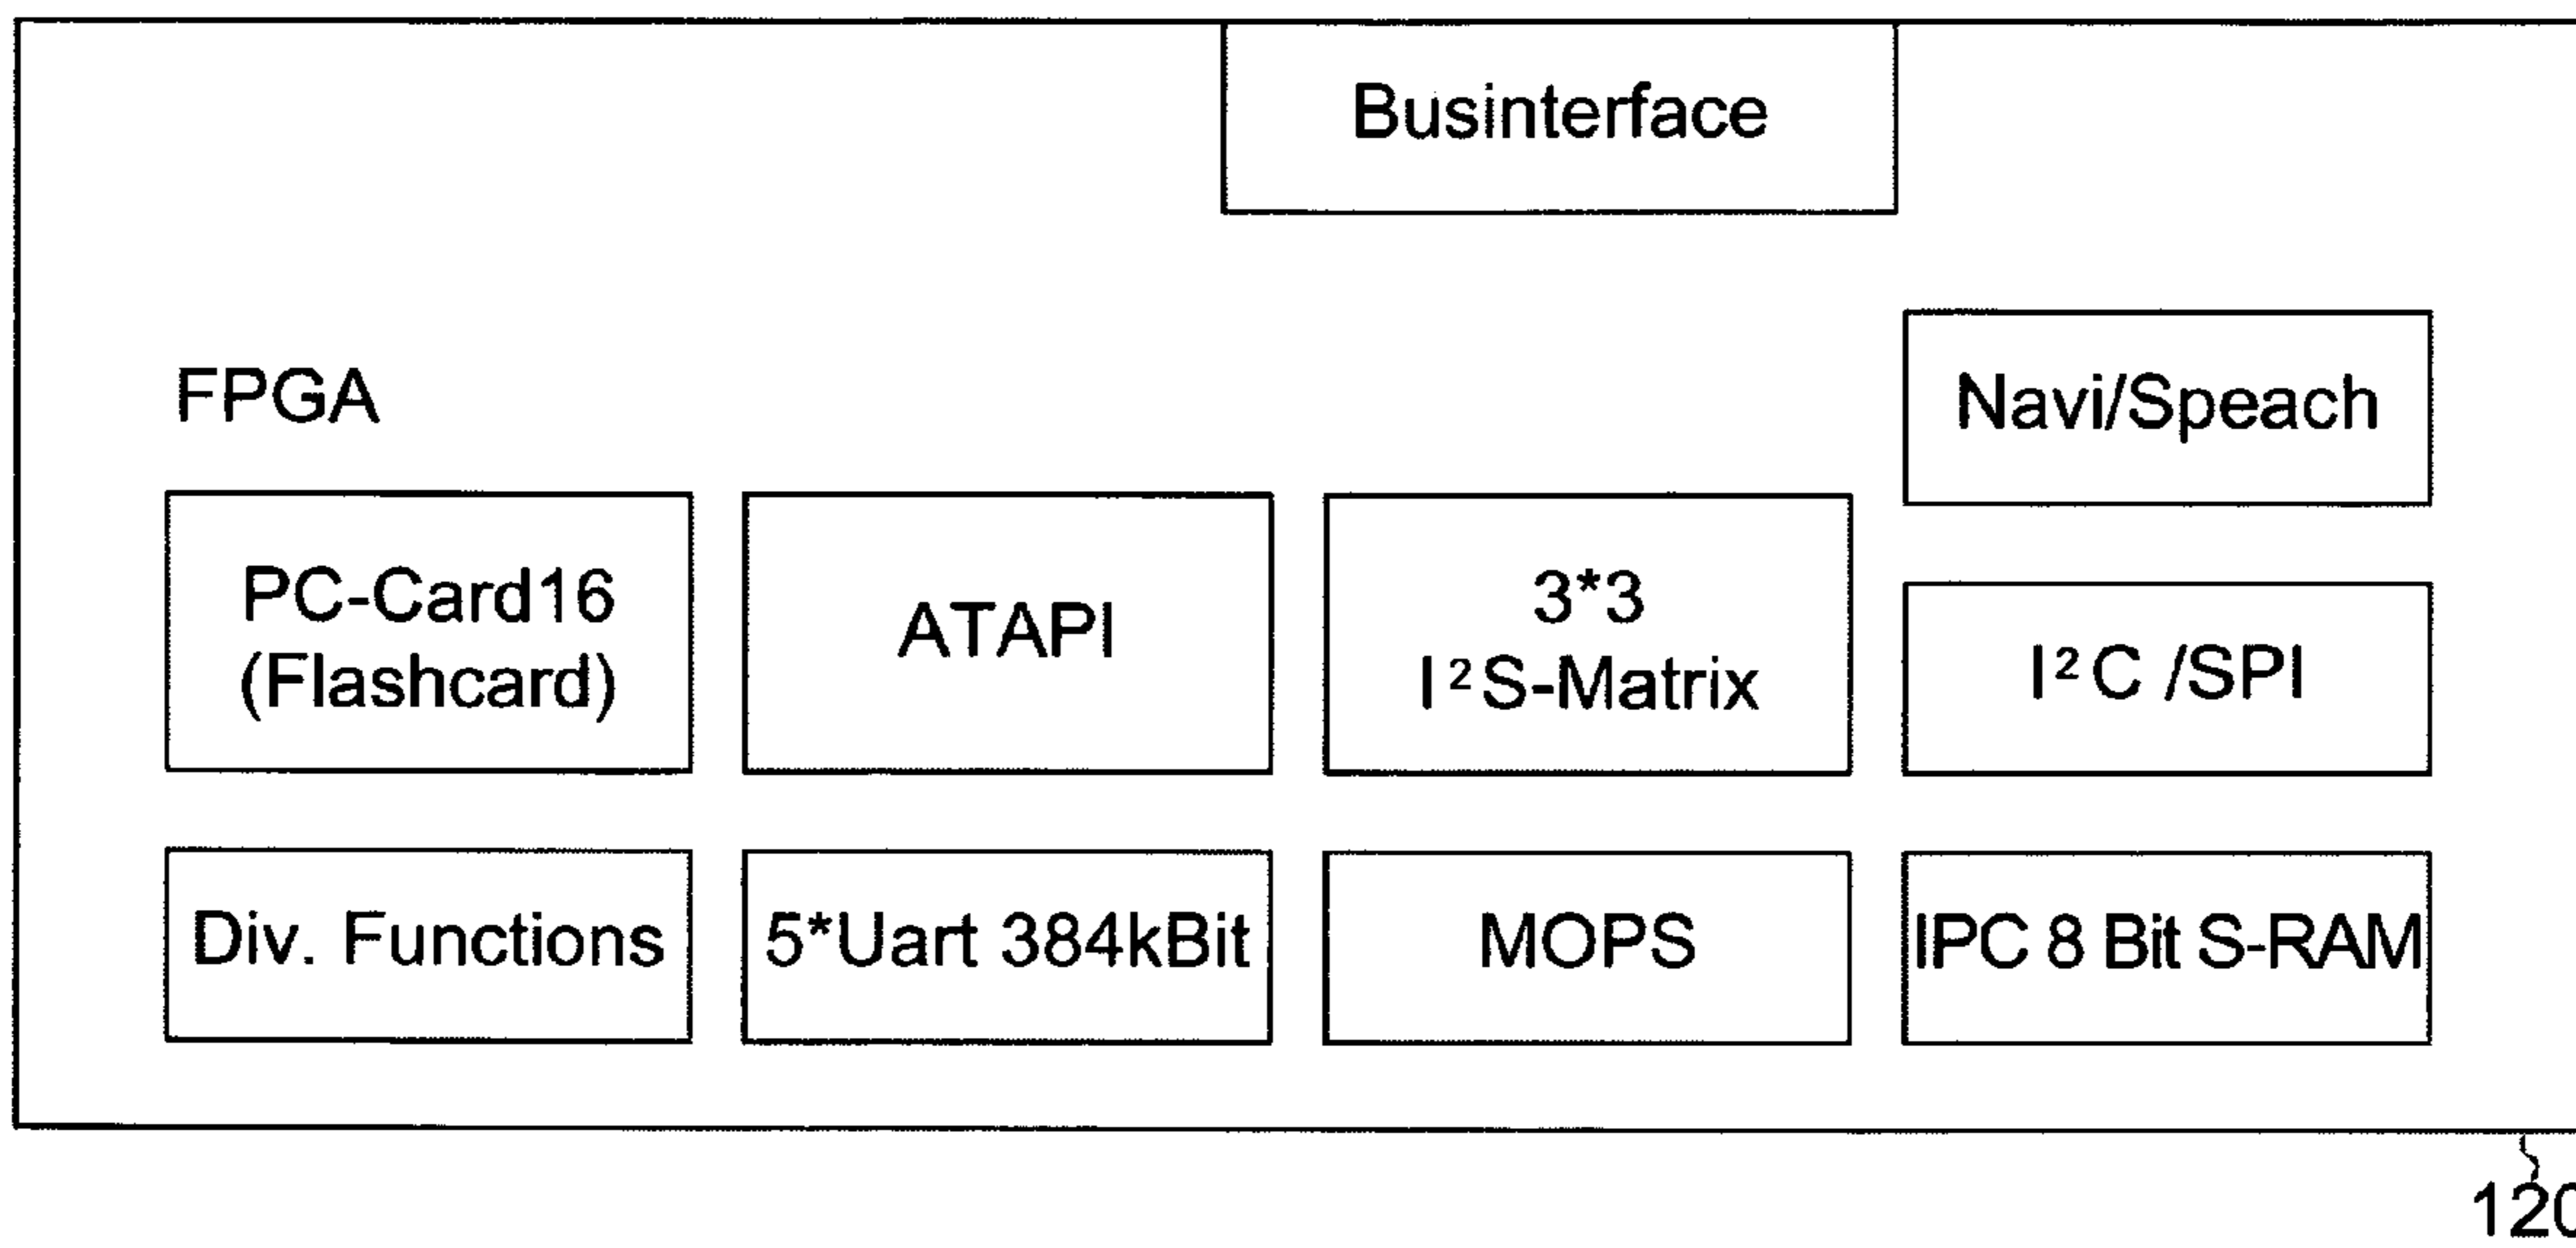 Businterface
FPGA
Navi/Speach
PC-Card16
(Flashcard)
ATAPI
3*3
I²S-Matrix
I²C /SPI
Div. Functions
5*Uart 384kBit
MOPS
IPC 8 Bit S-RAM
120